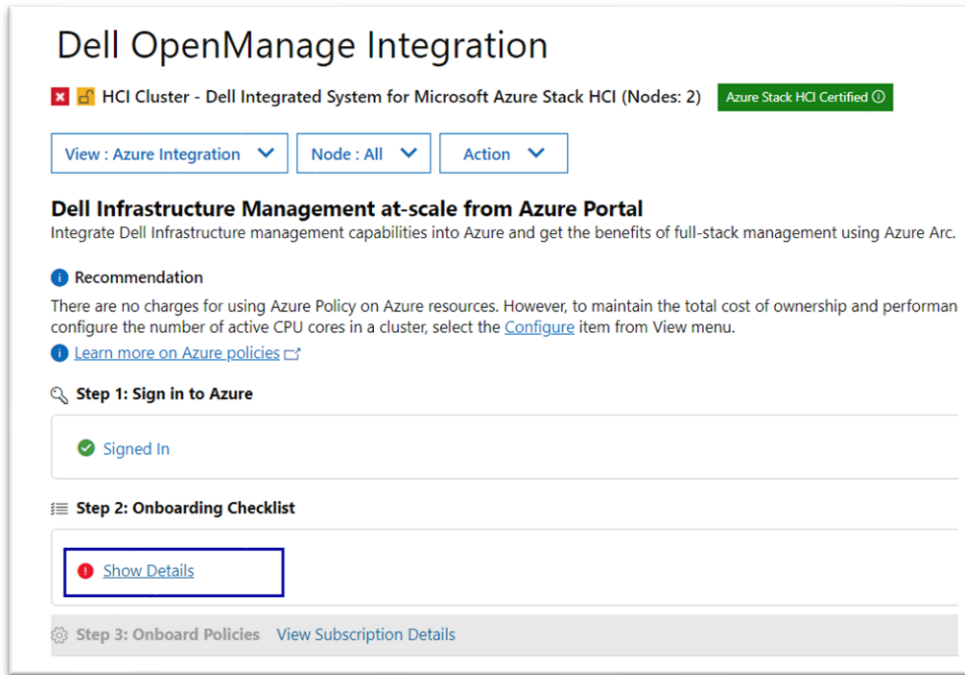 Dell OpenManage Integration
HCI Cluster - Dell Integrated System for Microsoft Azure Stack HCI (Nodes: 2) Azure Stack HCI Certified
View : Azure Integration Node : All Action
Dell Infrastructure Management at-scale from Azure Portal
Integrate Dell Infrastructure management capabilities into Azure and get the benefits of full-stack management using Azure Arc.
Recommendation
There are no charges for using Azure Policy on Azure resources. However, to maintain the total cost of ownership and performan
configure the number of active CPU cores in a cluster, select the Configure item from View menu.
Learn more on Azure policies
Step 1: Sign in to Azure
Signed In
Step 2: Onboarding Checklist
Show Details
Step 3: Onboard Policies View Subscription Details